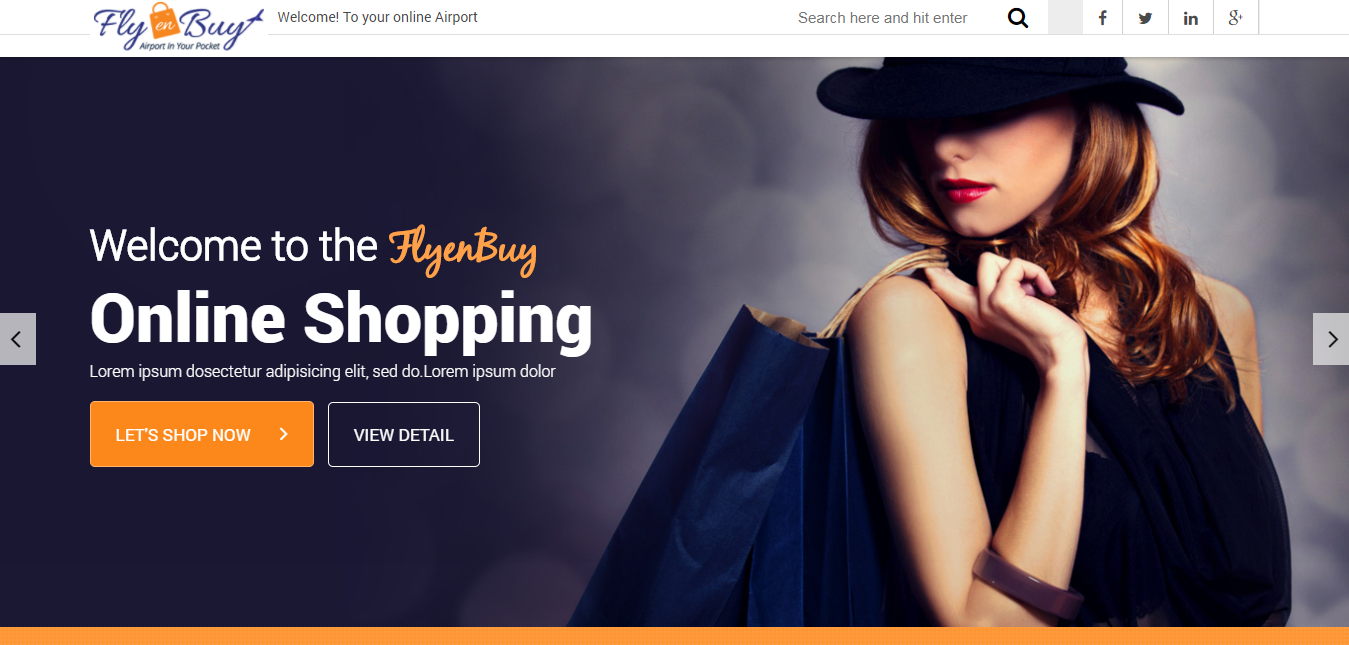 Fly en Buy
Airport In Your Pocket
Welcome! To your online Airport
Search here and hit enter
f
in
g+
Welcome to the FlyenBuy
Online Shopping
Lorem ipsum dosectetur adipisicing elit, sed do.Lorem ipsum dolor
LET'S SHOP NOW
VIEW DETAIL